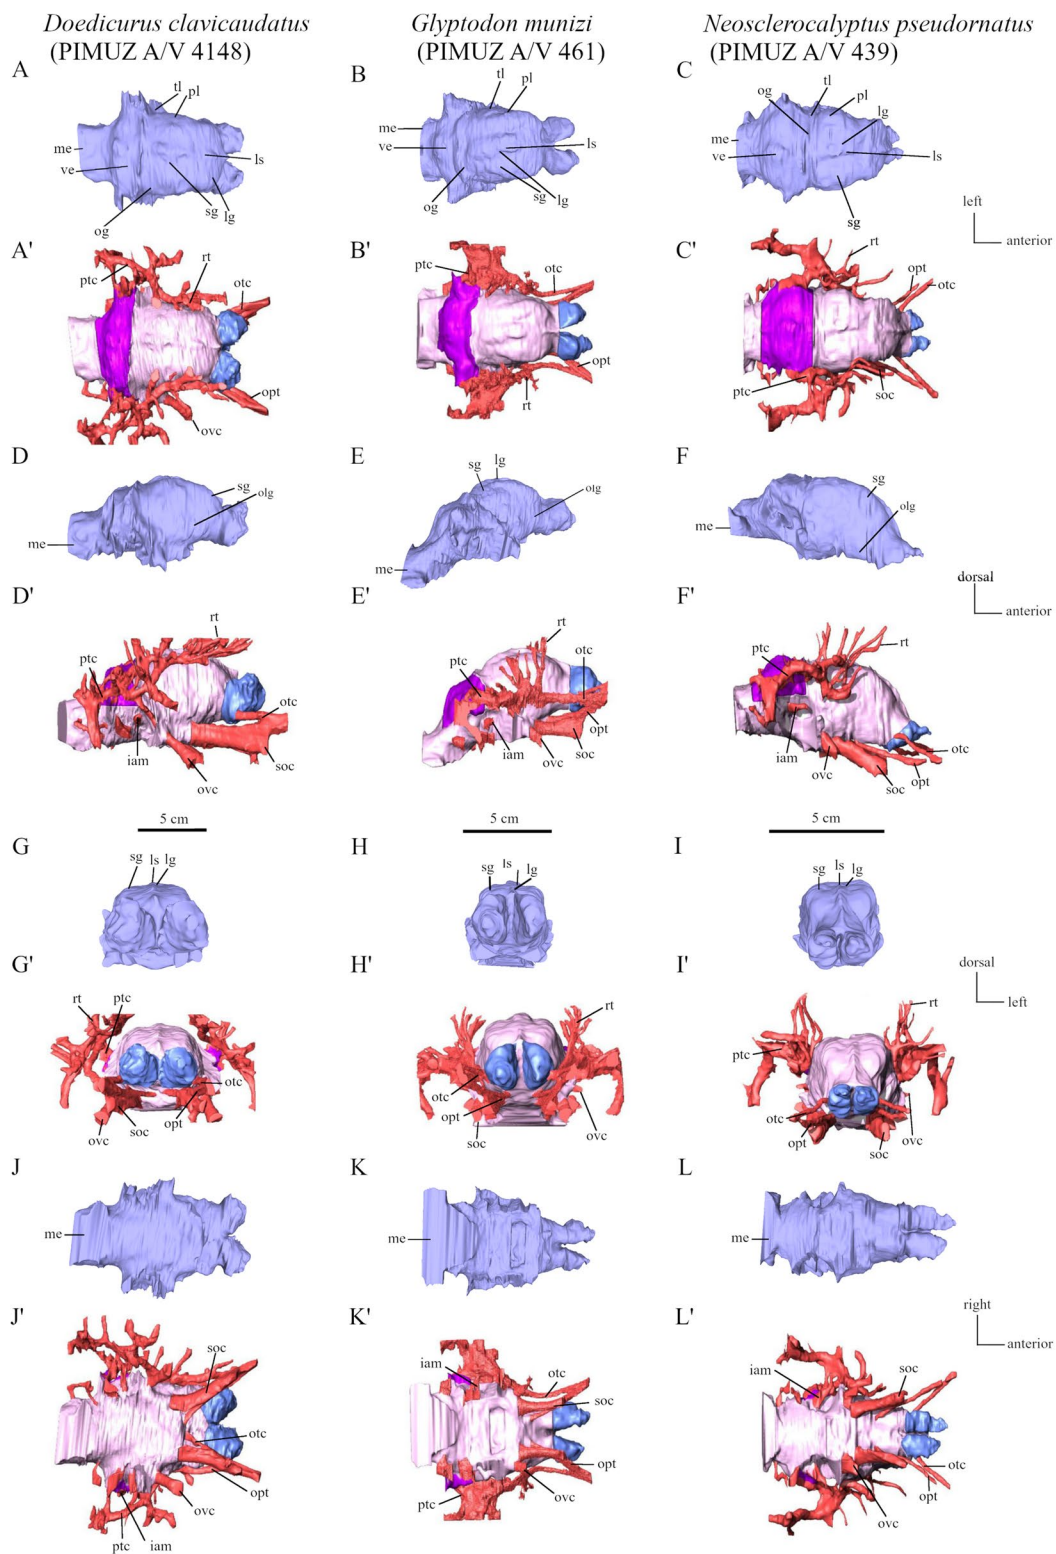 Doedicurus clavicaudatus
(PIMUZ A/V 4148)
Glyptodon munizi
(PIMUZ A/V 461)
Neosclerocalyptus pseudornatus
(PIMUZ A/V 439)
A
tl
pl
me
ve
ls
og
sg
lg
B
tl
pl
me
ve
ls
og
sg
lg
C
tl
og
pl
lg
me
ve
ls
sg
left
anterior
A'
ptc
rt
otc
opt
ovc
B'
ptc
otc
opt
rt
C'
rt
opt
otc
ptc
soc
D
sg
olg
me
E
sg
lg
olg
me
F
sg
olg
me
dorsal
anterior
D'
rt
ptc
otc
iam
soc
ovc
E'
rt
ptc
otc
opt
iam
soc
ovc
F'
rt
ptc
iam
otc
ovc
opt
soc
5 cm
5 cm
5 cm
G
sg
ls
lg
H
sg
ls
lg
I
sg
ls
lg
dorsal
left
G'
rt
ptc
otc
soc
opt
ovc
H'
rt
otc
opt
soc
ovc
I'
rt
ptc
otc
opt
soc
ovc
J
me
K
me
L
me
right
anterior
J'
soc
otc
opt
ovc
ptc
iam
K'
iam
otc
soc
opt
ptc
ovc
L'
iam
soc
otc
opt
ovc